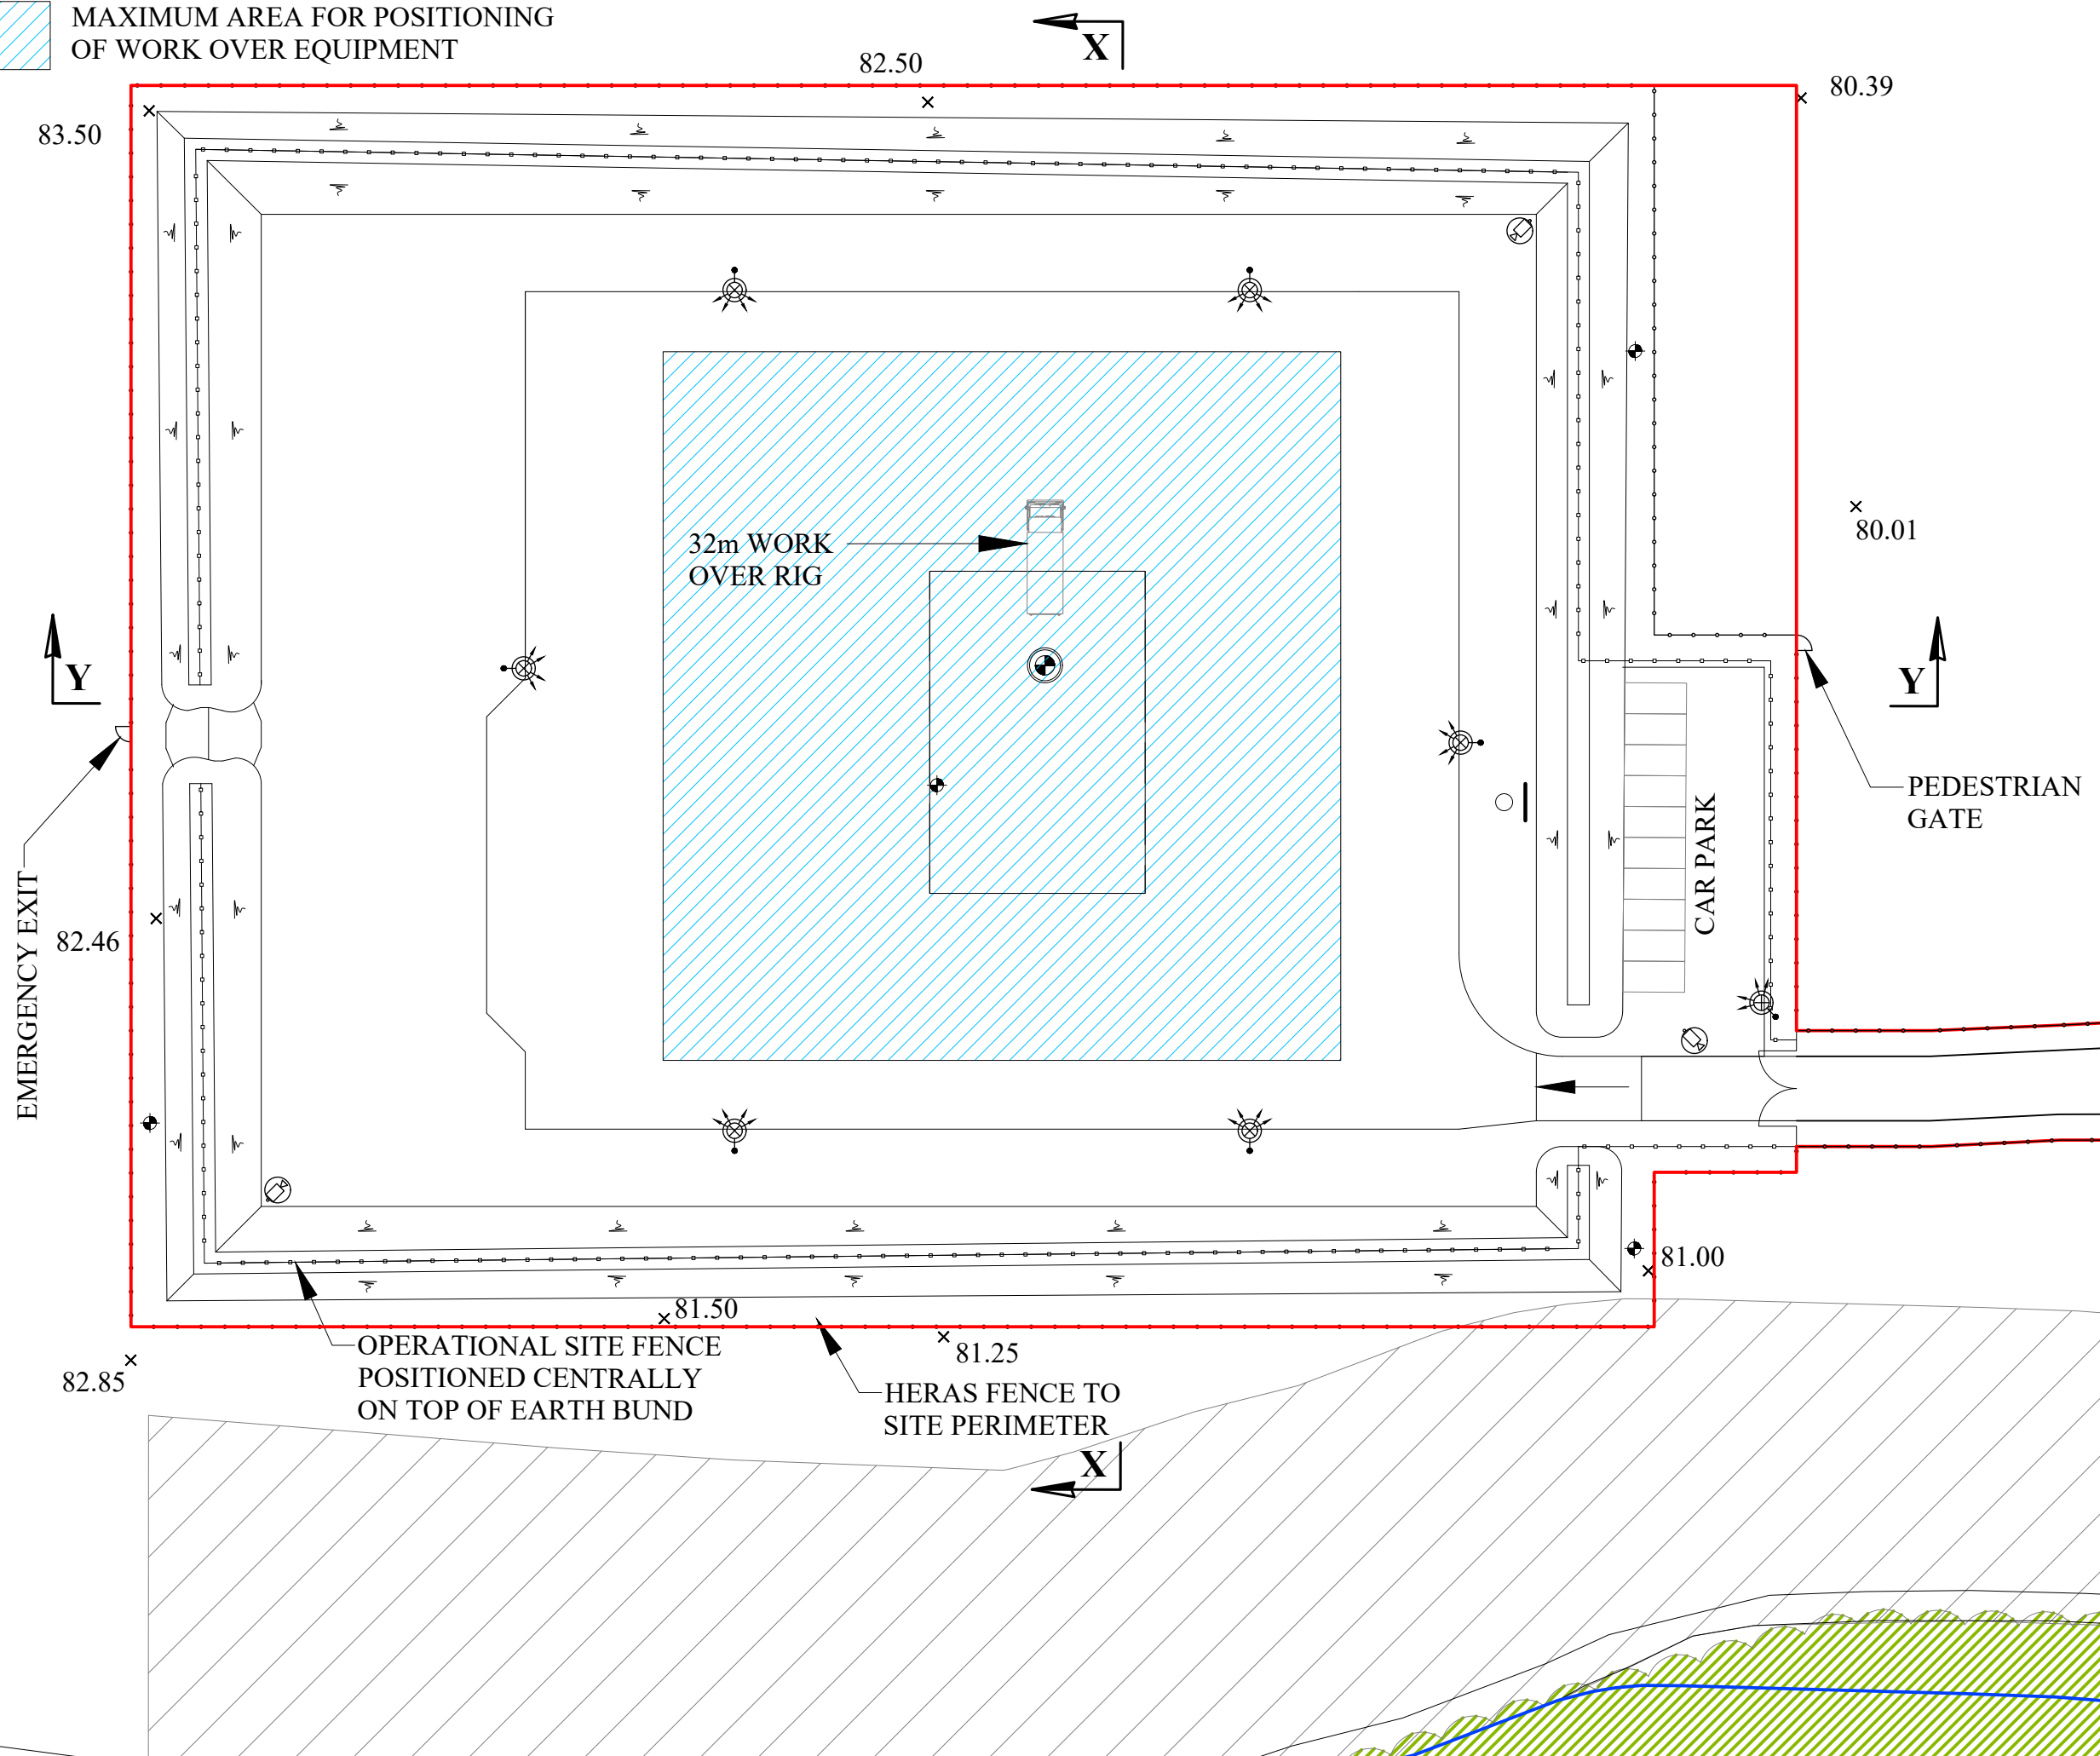 MAXIMUM AREA FOR POSITIONING
OF WORK OVER EQUIPMENT
X
82.50
80.39
83.50
80.01
32m WORK
OVER RIG
Y
Y
PEDESTRIAN
GATE
CAR PARK
EMERGENCY EXIT
82.46
81.00
81.50
81.25
OPERATIONAL SITE FENCE
POSITIONED CENTRALLY
ON TOP OF EARTH BUND
82.85
HERAS FENCE TO
SITE PERIMETER
X